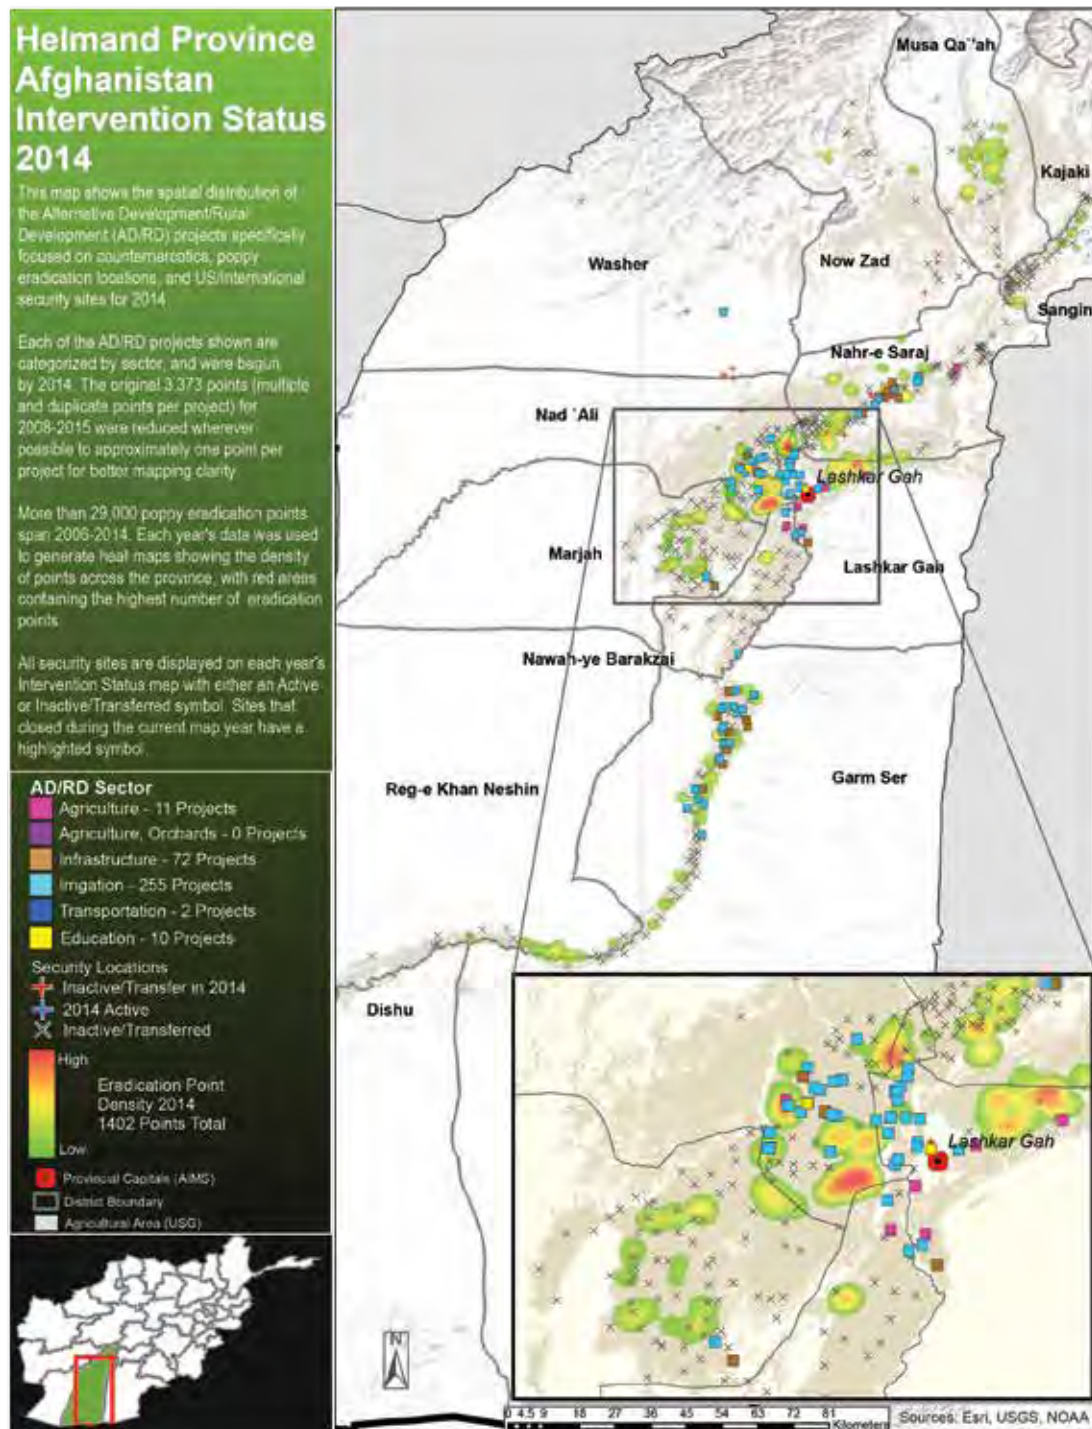 Helmand Province
Afghanistan
Intervention Status
2014
This map shows the spatial distribution of
the Alternative Development/Rural
Development (AD/RD) projects specifically
focused on counternarcotics, poppy
eradication locations, and US/International
security sites for 2014
Each of the AD/RD projects shown are
categorized by sector, and were begun
by 2014. The original 3,373 points (multiple
and duplicate points per project) for
2008-2015 were reduced wherever
possible to approximately one point per
project for better mapping clarity
More than 29,000 poppy eradication points
span 2006-2014. Each year's data was used
to generate heat maps showing the density
of points across the province, with red areas
containing the highest number of eradication
points
All security sites are displayed on each year's
Intervention Status map with either an Active
or Inactive/Transferred symbol. Sites that
closed during the current map year have a
highlighted symbol
AD/RD Sector
Agriculture - 11 Projects
Agriculture, Orchards - 0 Projects
Infrastructure - 72 Projects
Irrigation - 255 Projects
Transportation - 2 Projects
Education - 10 Projects
Security Locations
Inactive/Transfer in 2014
2014 Active
Inactive/Transferred
High
Eradication Point
Density 2014
1402 Points Total
Low
Provincial Capitals (AIMS)
District Boundary
Agricultural Area (USG)
Musa Qa''ah
Kajaki
Washer
Now Zad
Sangin
Nahr-e Saraj
Nad 'Ali
Lashkar Gah
Marjah
Lashkar Gah
Nawah-ye Barakzai
Reg-e Khan Neshin
Garm Ser
Dishu
Lashkar Gah
N
0 4.5 9 18 27 36 45 54 63 72 81
Kilometers
Sources: Esri, USGS, NOAA